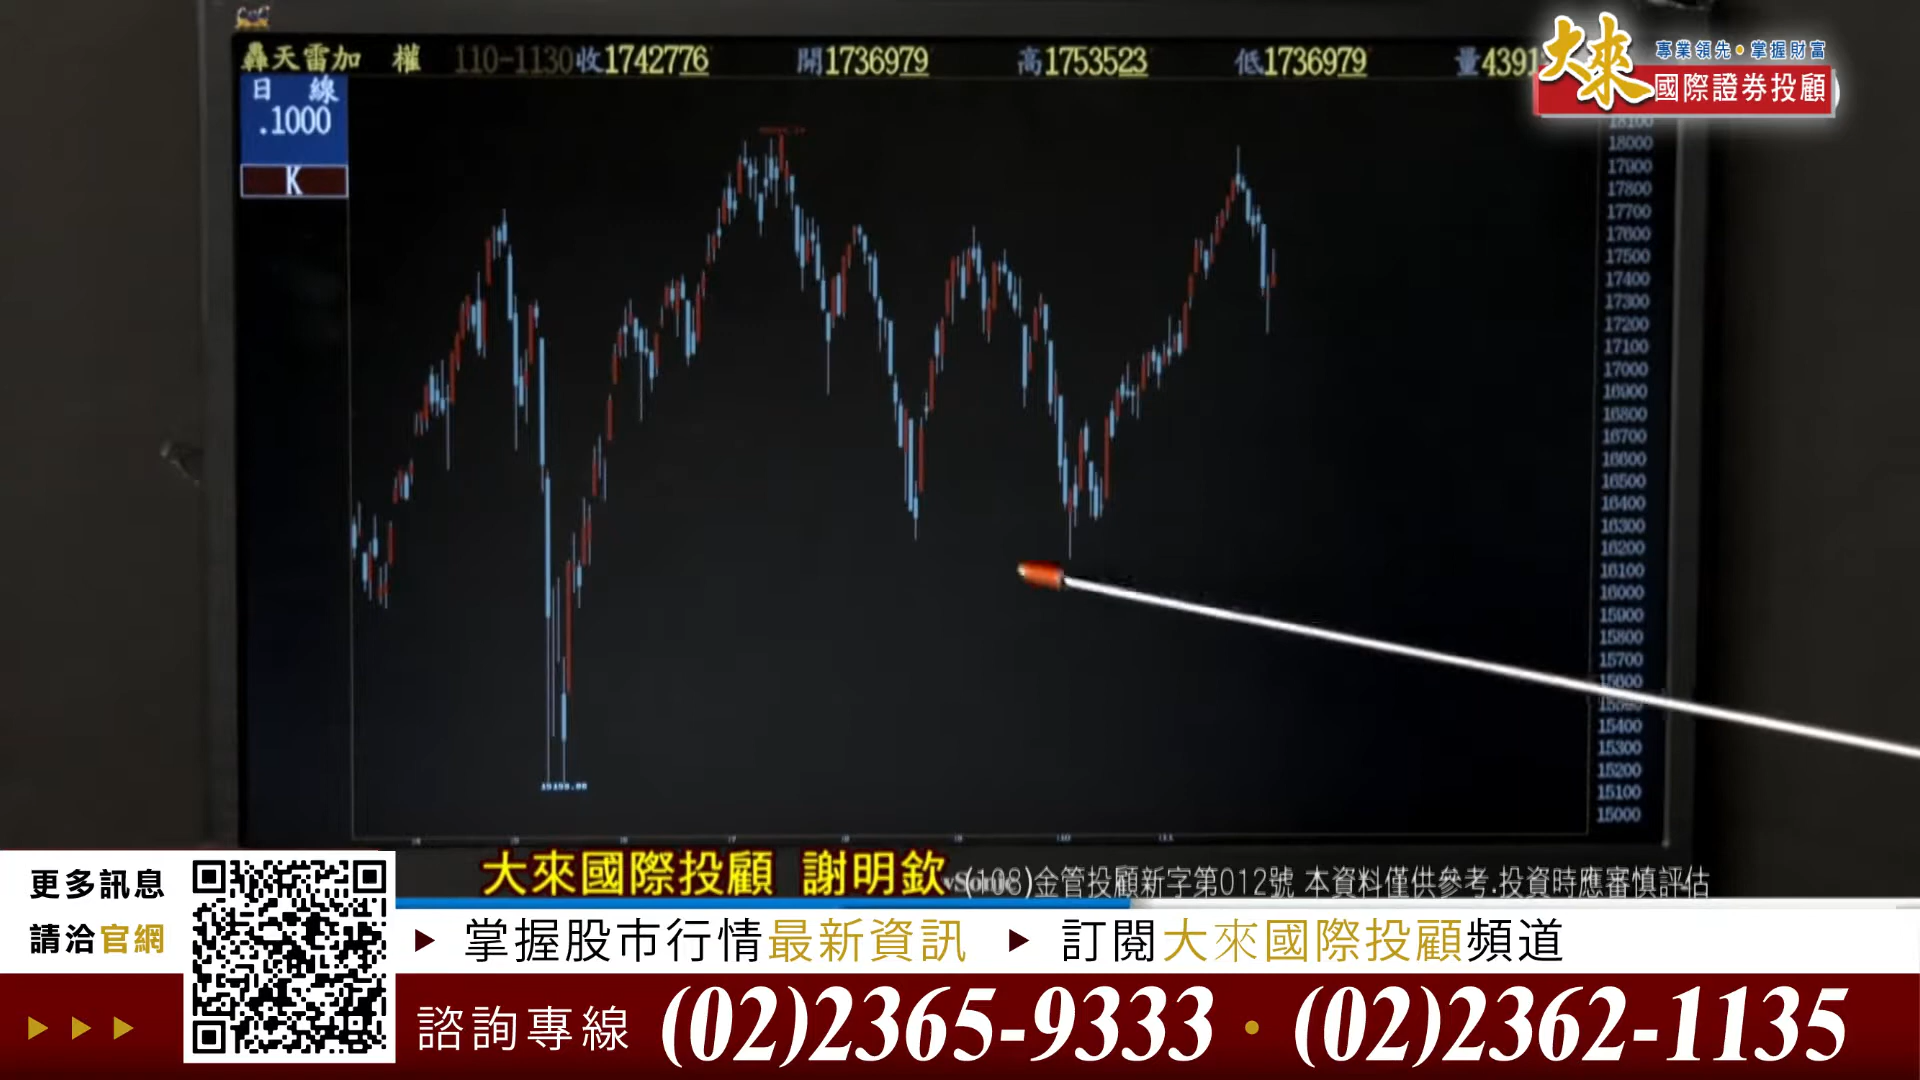 轟天雷加 權 110-1130收1742776 開1736979 高1753523 低1736979 量4391
日 線
.1000
K
大來
專業領先•掌握財富
國際證券投顧
18100
18000
17900
17800
17700
17600
17500
17400
17300
17200
17100
17000
16900
16800
16700
16600
16500
16400
16300
16200
16100
16000
15900
15800
15700
15600
15500
15400
15300
15200
15100
15000
10
11
大來國際投顧 謝明欽
(108)金管投顧新字第012號 本資料僅供參考.投資時應審慎評估
更多訊息
請洽官網
掌握股市行情最新資訊 訂閱大來國際投顧頻道
諮詢專線 (02)2365-9333 • (02)2362-1135